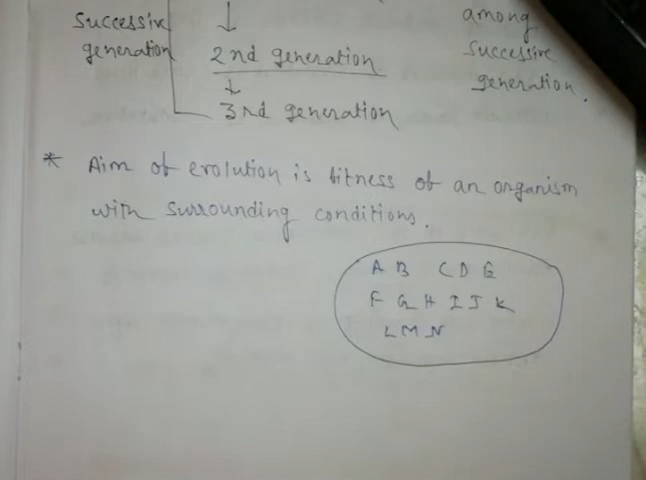 Successive
generation
↓
2nd generation
↓
3rd generation
among
Successive
generation.
* Aim of evolution is fitness of an organism
with surrounding conditions.
A B C D E
F G H I J K
L M N